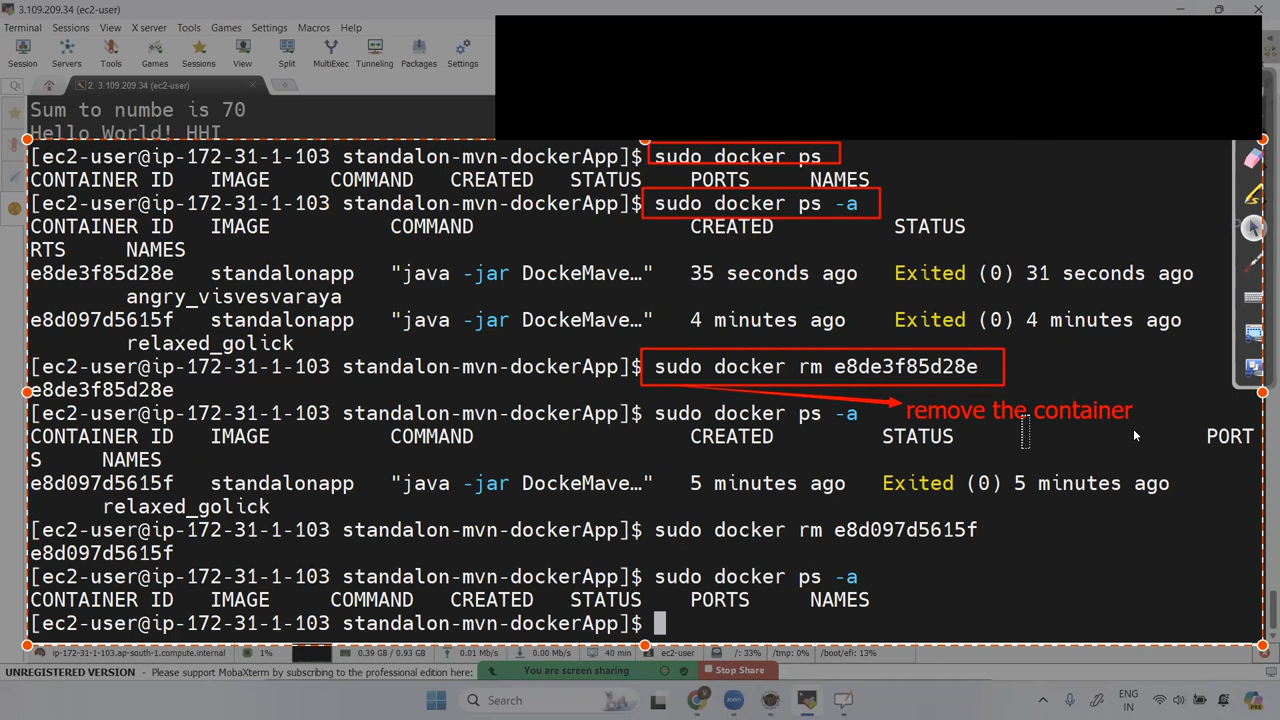 3.109.209.34 (ec2-user)
Terminal Sessions View X server Tools Games Settings Macros Help
Session Servers Tools Games Sessions View Split MultiExec Tunneling Packages Settings
2. 3.109.209.34 (ec2-user)
Sum to numbe is 70
Hello World! HHI
[ec2-user@ip-172-31-1-103 standalon-mvn-dockerApp]$ sudo docker ps
CONTAINER ID IMAGE COMMAND CREATED STATUS PORTS NAMES
[ec2-user@ip-172-31-1-103 standalon-mvn-dockerApp]$ sudo docker ps -a
CONTAINER ID IMAGE COMMAND CREATED STATUS
RTS NAMES
e8de3f85d28e standalonapp "java -jar DockeMave…" 35 seconds ago Exited (0) 31 seconds ago
angry_visvesvaraya
e8d097d5615f standalonapp "java -jar DockeMave…" 4 minutes ago Exited (0) 4 minutes ago
relaxed_golick
[ec2-user@ip-172-31-1-103 standalon-mvn-dockerApp]$ sudo docker rm e8de3f85d28e
e8de3f85d28e
remove the container
[ec2-user@ip-172-31-1-103 standalon-mvn-dockerApp]$ sudo docker ps -a
CONTAINER ID IMAGE COMMAND CREATED STATUS PORT
S NAMES
e8d097d5615f standalonapp "java -jar DockeMave…" 5 minutes ago Exited (0) 5 minutes ago
relaxed_golick
[ec2-user@ip-172-31-1-103 standalon-mvn-dockerApp]$ sudo docker rm e8d097d5615f
e8d097d5615f
[ec2-user@ip-172-31-1-103 standalon-mvn-dockerApp]$ sudo docker ps -a
CONTAINER ID IMAGE COMMAND CREATED STATUS PORTS NAMES
[ec2-user@ip-172-31-1-103 standalon-mvn-dockerApp]$
ip-172-31-1-103.ap-south-1.compute.internal 1% 0.39 GB / 0.93 GB 0.01 Mb/s 0.00 Mb/s 40 min ec2-user /: 33% /tmp: 0% /boot/efi: 13%
UNREGISTERED VERSION - Please support MobaXterm by subscribing to the professional edition here: You are screen sharing Stop Share
Search ENG
IN